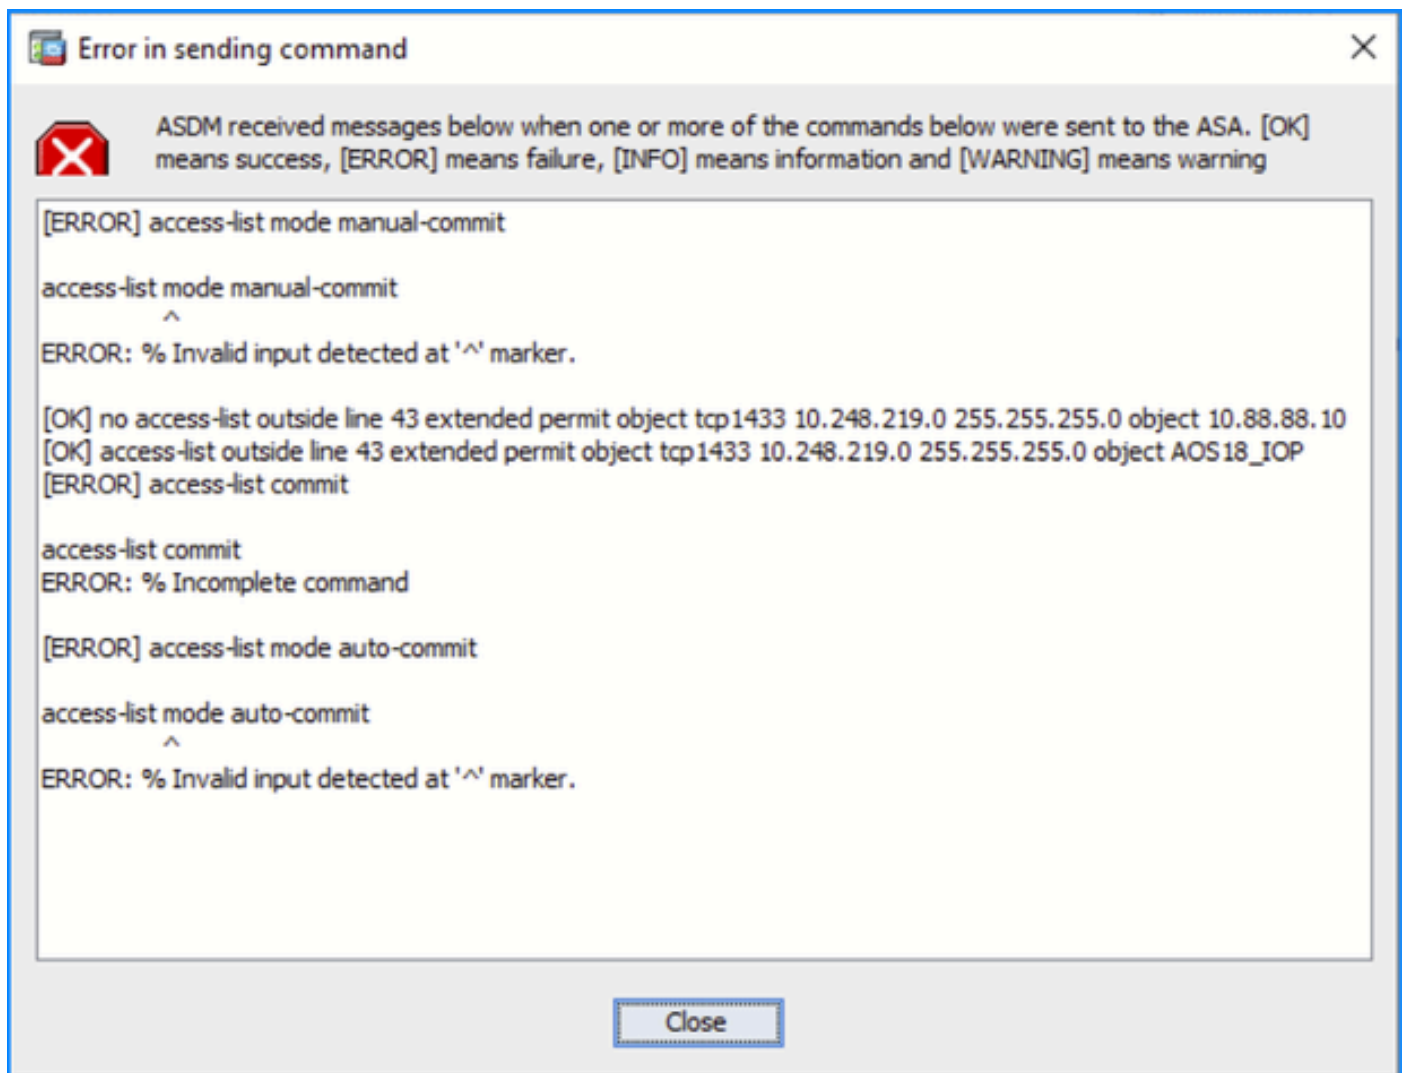 Error in sending command
ASDM received messages below when one or more of the commands below were sent to the ASA. [OK]
means success, [ERROR] means failure, [INFO] means information and [WARNING] means warning
[ERROR] access-list mode manual-commit
access-list mode manual-commit
^
ERROR: % Invalid input detected at '^' marker.
[OK] no access-list outside line 43 extended permit object tcp1433 10.248.219.0 255.255.255.0 object 10.88.88.10
[OK] access-list outside line 43 extended permit object tcp1433 10.248.219.0 255.255.255.0 object AOS18_IOP
[ERROR] access-list commit
access-list commit
ERROR: % Incomplete command
[ERROR] access-list mode auto-commit
access-list mode auto-commit
^
ERROR: % Invalid input detected at '^' marker.
Close